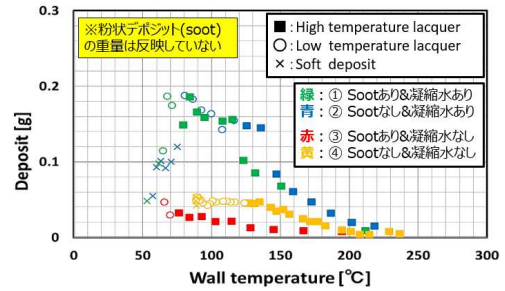 ※粉状デポジット(soot)
の重量は反映していない
■ : High temperature lacquer
○ : Low temperature lacquer
× : Soft deposit
緑 : ① Sootあり&凝縮水あり
青 : ② Sootなし&凝縮水あり
赤 : ③ Sootあり&凝縮水なし
黄 : ④ Sootなし&凝縮水なし
Deposit [g]
0.3
0.2
0.1
0
0 50 100 150 200 250 300
Wall temperature [℃]